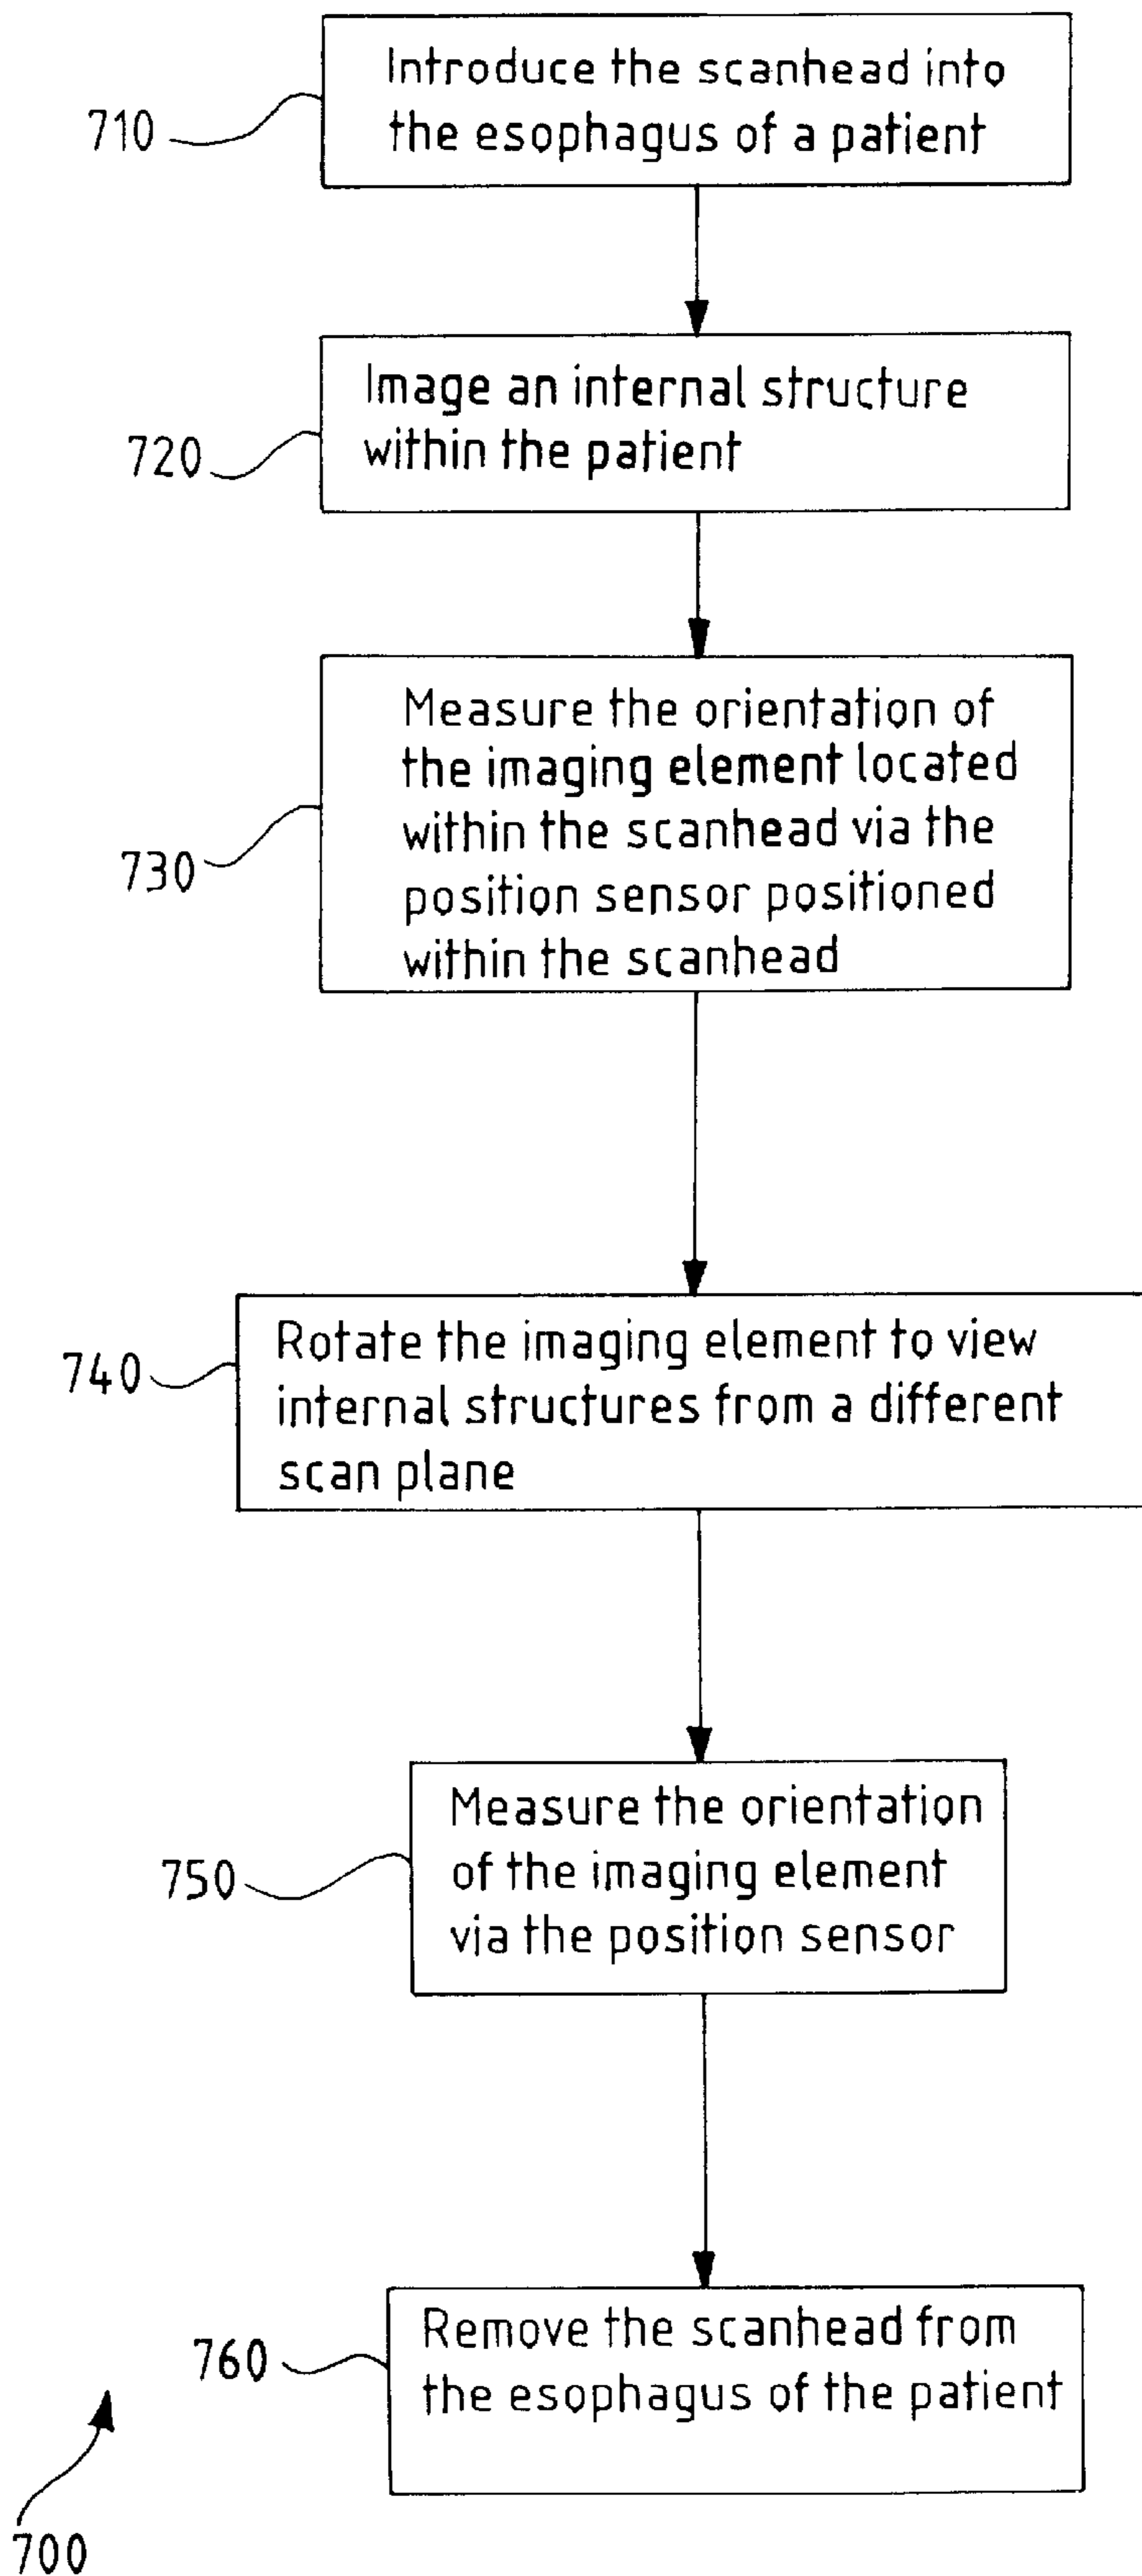 Introduce the scanhead into
the esophagus of a patient
710
Image an internal structure
within the patient
720
Measure the orientation of
the imaging element located
within the scanhead via the
position sensor positioned
within the scanhead
730
Rotate the imaging element to view
internal structures from a different
scan plane
740
Measure the orientation
of the imaging element
via the position sensor
750
Remove the scanhead from
the esophagus of the patient
760
700